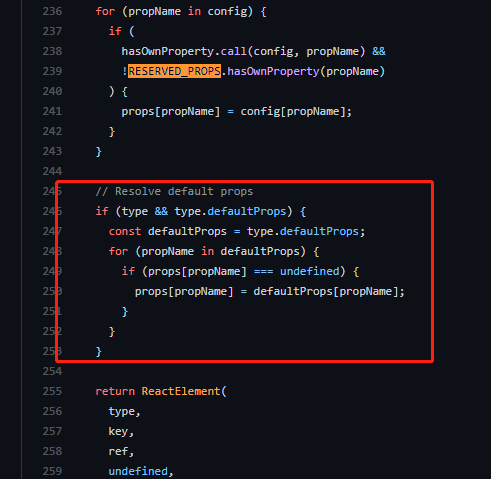 236 for (propName in config) {
237 if (
238 hasOwnProperty.call(config, propName) &&
239 !RESERVED_PROPS.hasOwnProperty(propName)
240 ) {
241 props[propName] = config[propName];
242 }
243 }
244
245 // Resolve default props
246 if (type && type.defaultProps) {
247 const defaultProps = type.defaultProps;
248 for (propName in defaultProps) {
249 if (props[propName] === undefined) {
250 props[propName] = defaultProps[propName];
251 }
252 }
253 }
254
255 return ReactElement(
256 type,
257 key,
258 ref,
259 undefined,